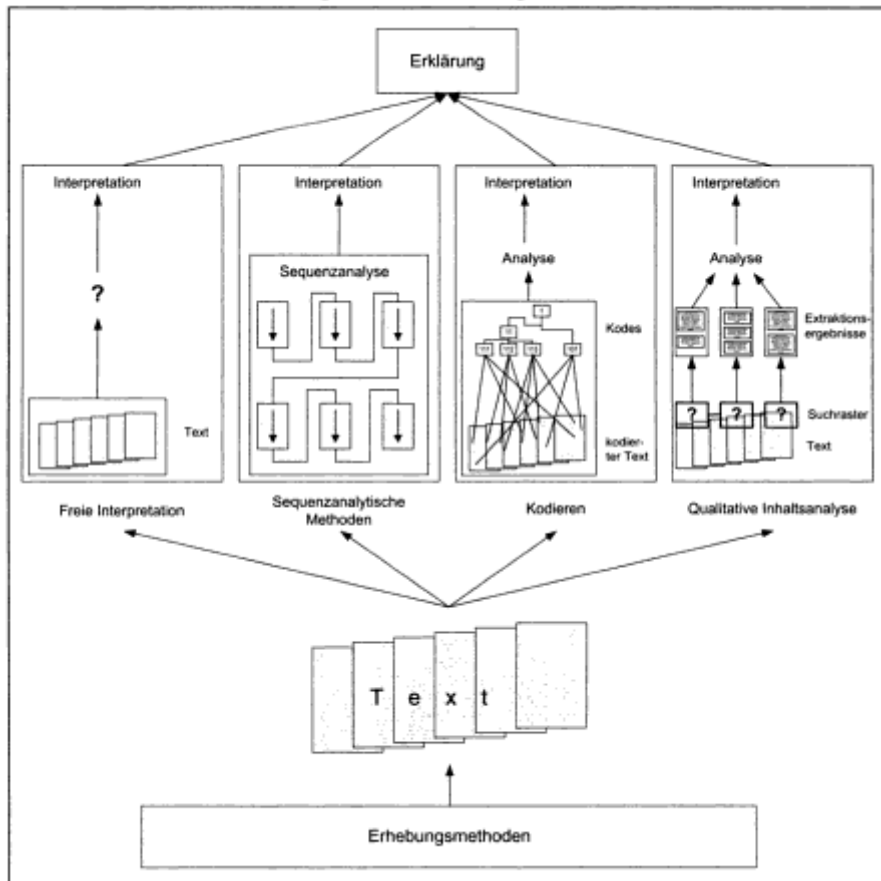 Erklärung
Interpretation
?
Text
Freie Interpretation
Interpretation
Sequenzanalyse
Sequenzanalytische
Methoden
Interpretation
Analyse
Kodes
kodier-
ter Text
Kodieren
Interpretation
Analyse
Extraktions-
ergebnisse
? ? ?
Suchraster
Text
Qualitative Inhaltsanalyse
T e x t
Erhebungsmethoden